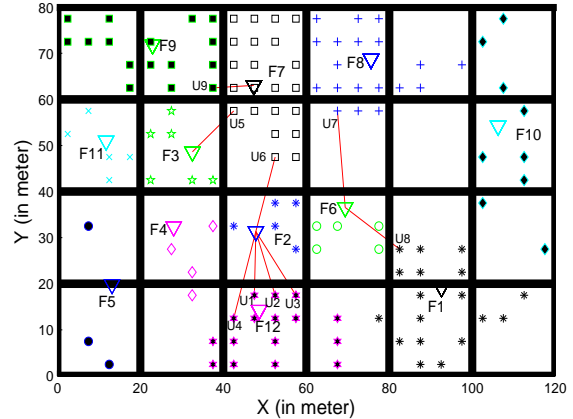 80
70
60
50
40
30
20
10
0
Y (in meter)
0 20 40 60 80 100 120
X (in meter)
F9
U9
F7
F8
F11
F3
U5
U6
U7
F10
F4
F2
F6
U8
F5
U4
U1
U2
U3
F12
F1